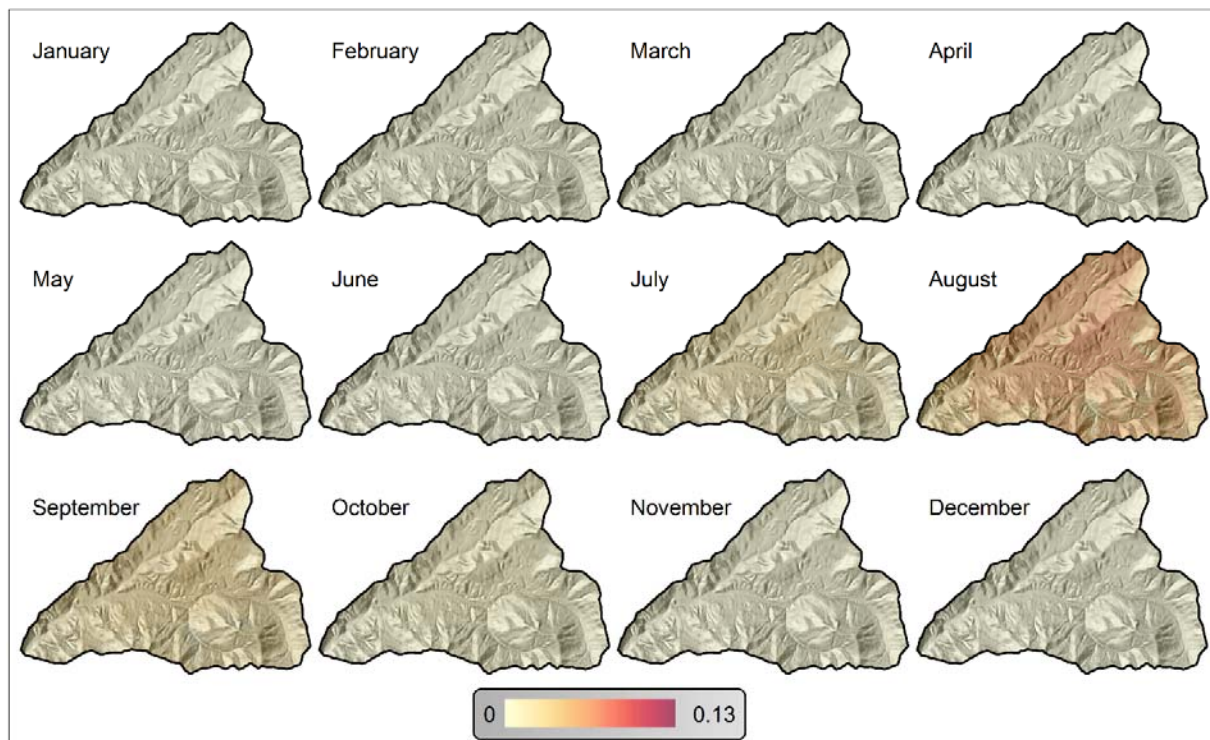 January
February
March
April
May
June
July
August
September
October
November
December
0
0.13